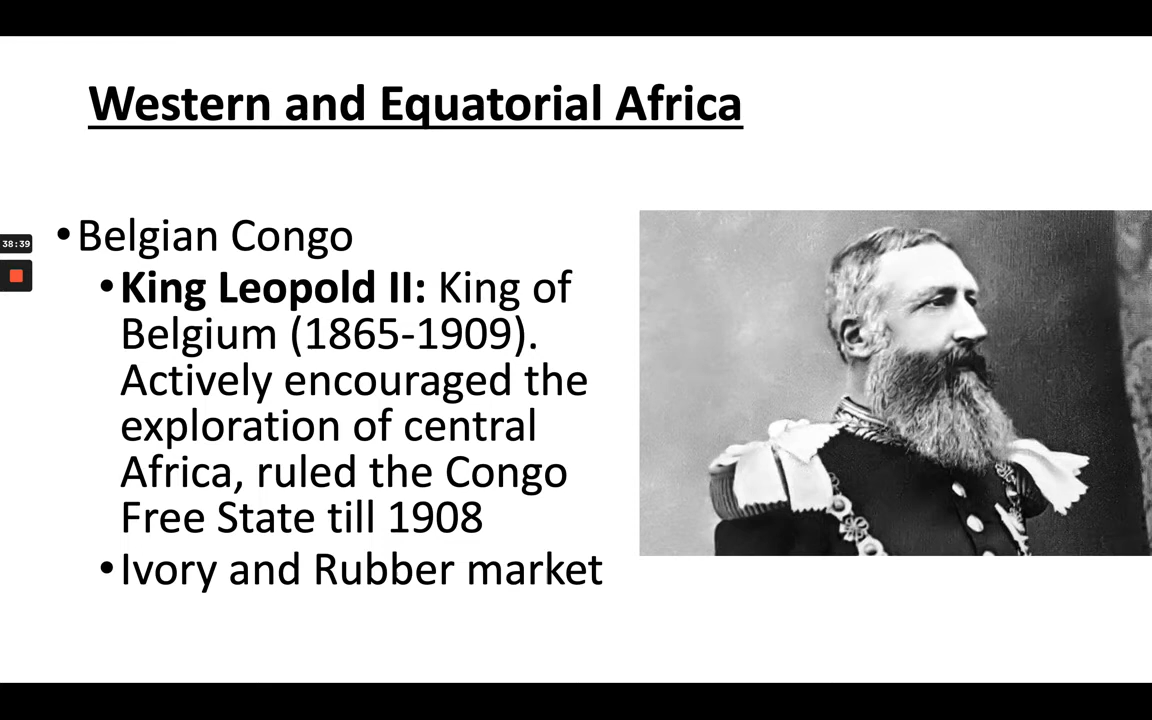 Western and Equatorial Africa
•Belgian Congo
38:39
•King Leopold II: King of
Belgium (1865-1909).
Actively encouraged the
exploration of central
Africa, ruled the Congo
Free State till 1908
•Ivory and Rubber market